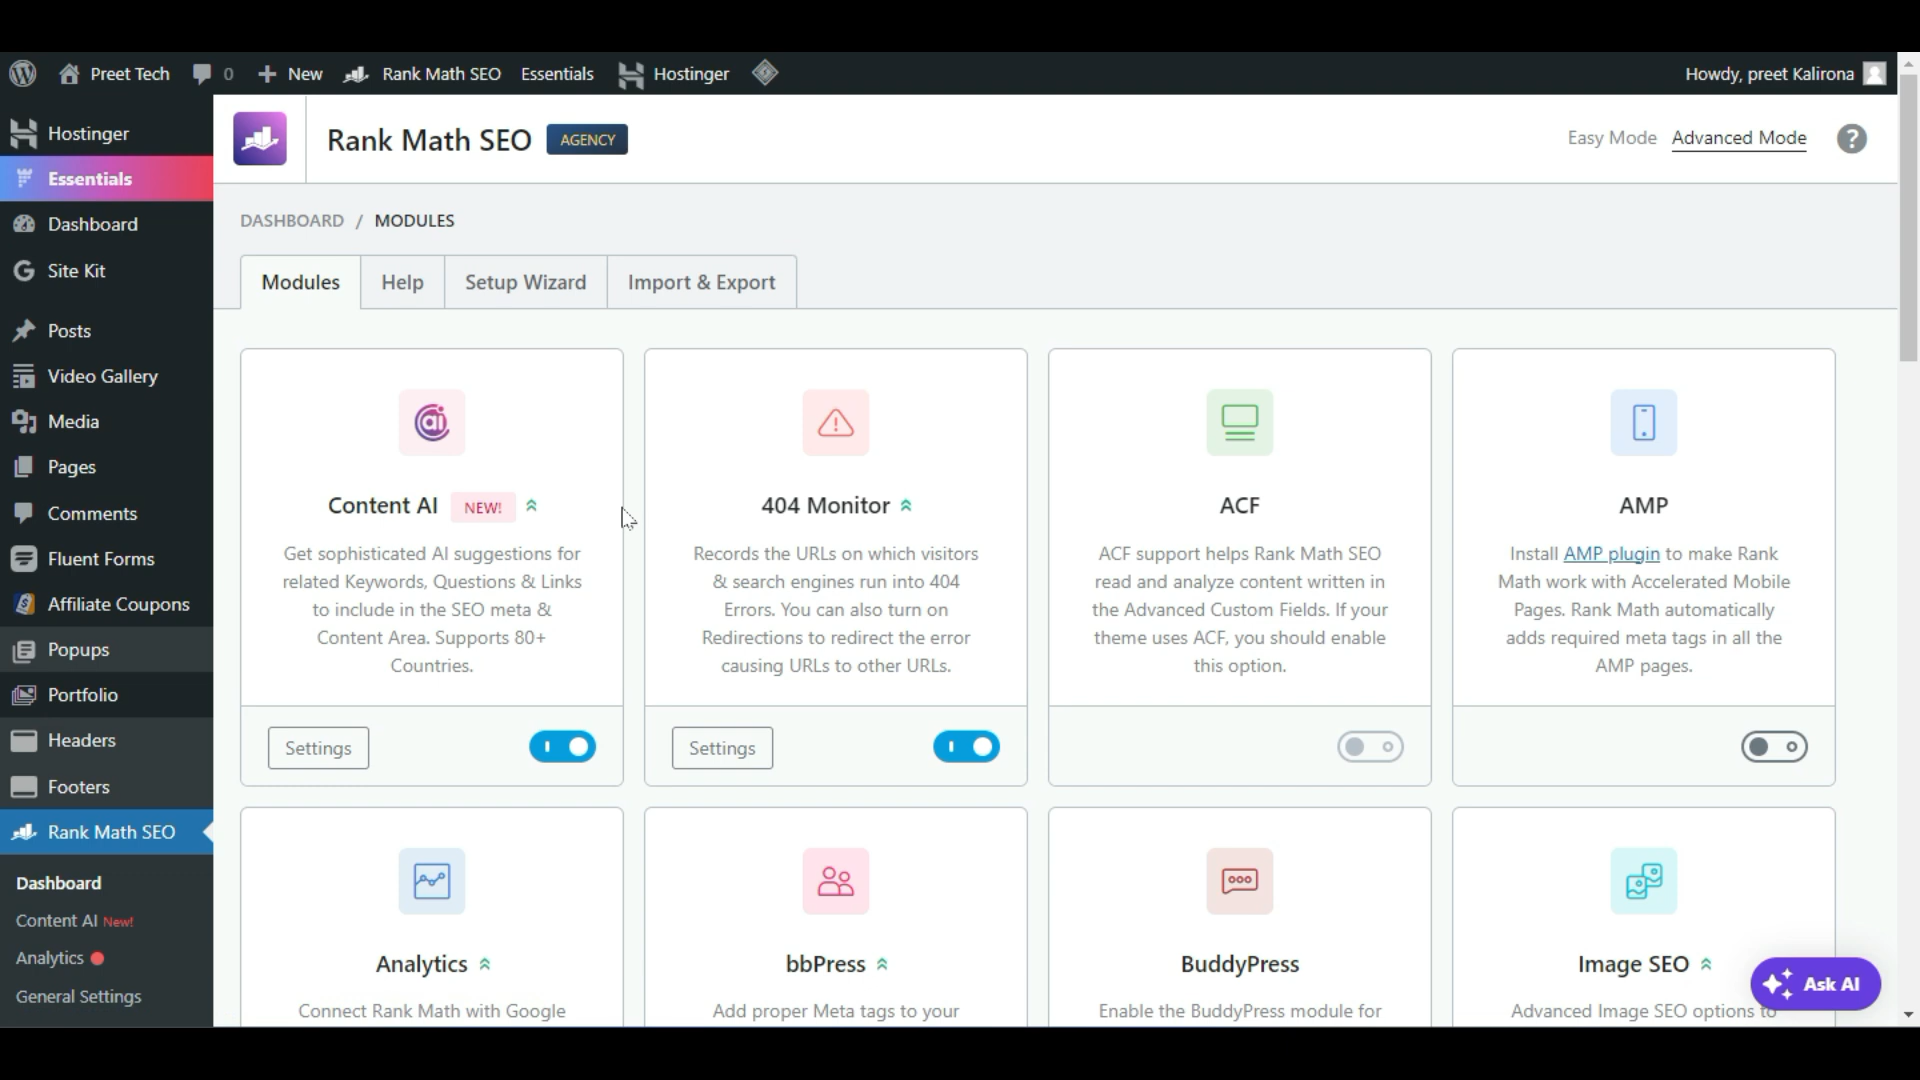 Preet Tech 0 New Rank Math SEO Essentials Hostinger Howdy, preet Kalirona
Hostinger
Essentials
Dashboard
Site Kit
Posts
Video Gallery
Media
Pages
Comments
Fluent Forms
Affiliate Coupons
Popups
Portfolio
Headers
Footers
Rank Math SEO
Dashboard
Content AI New!
Analytics
General Settings
Rank Math SEO AGENCY
Easy Mode Advanced Mode ?
DASHBOARD / MODULES
Modules Help Setup Wizard Import & Export
Content AI NEW!
Get sophisticated AI suggestions for
related Keywords, Questions & Links
to include in the SEO meta &
Content Area. Supports 80+
Countries.
Settings
404 Monitor
Records the URLs on which visitors
& search engines run into 404
Errors. You can also turn on
Redirections to redirect the error
causing URLs to other URLs.
Settings
ACF
ACF support helps Rank Math SEO
read and analyze content written in
the Advanced Custom Fields. If your
theme uses ACF, you should enable
this option.
AMP
Install AMP plugin to make Rank
Math work with Accelerated Mobile
Pages. Rank Math automatically
adds required meta tags in all the
AMP pages.
Analytics
Connect Rank Math with Google
bbPress
Add proper Meta tags to your
BuddyPress
Enable the BuddyPress module for
Image SEO
Advanced Image SEO options to
Ask AI